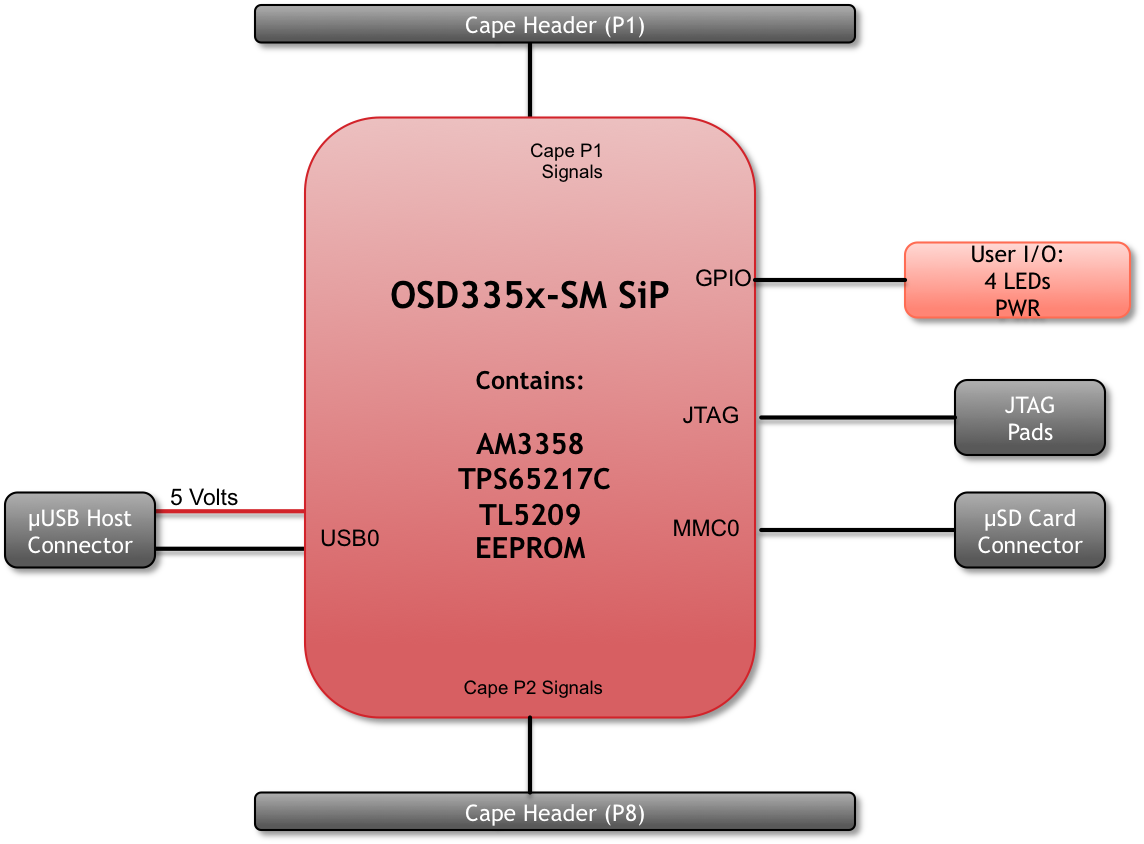 Cape Header (P1)
Cape P1
Signals
GPIO
User I/O:
4 LEDs
PWR
OSD335x-SM SiP
Contains:
AM3358
TPS65217C
TL5209
EEPROM
JTAG
JTAG
Pads
5 Volts
µUSB Host
Connector
USB0
MMC0
µSD Card
Connector
Cape P2 Signals
Cape Header (P8)